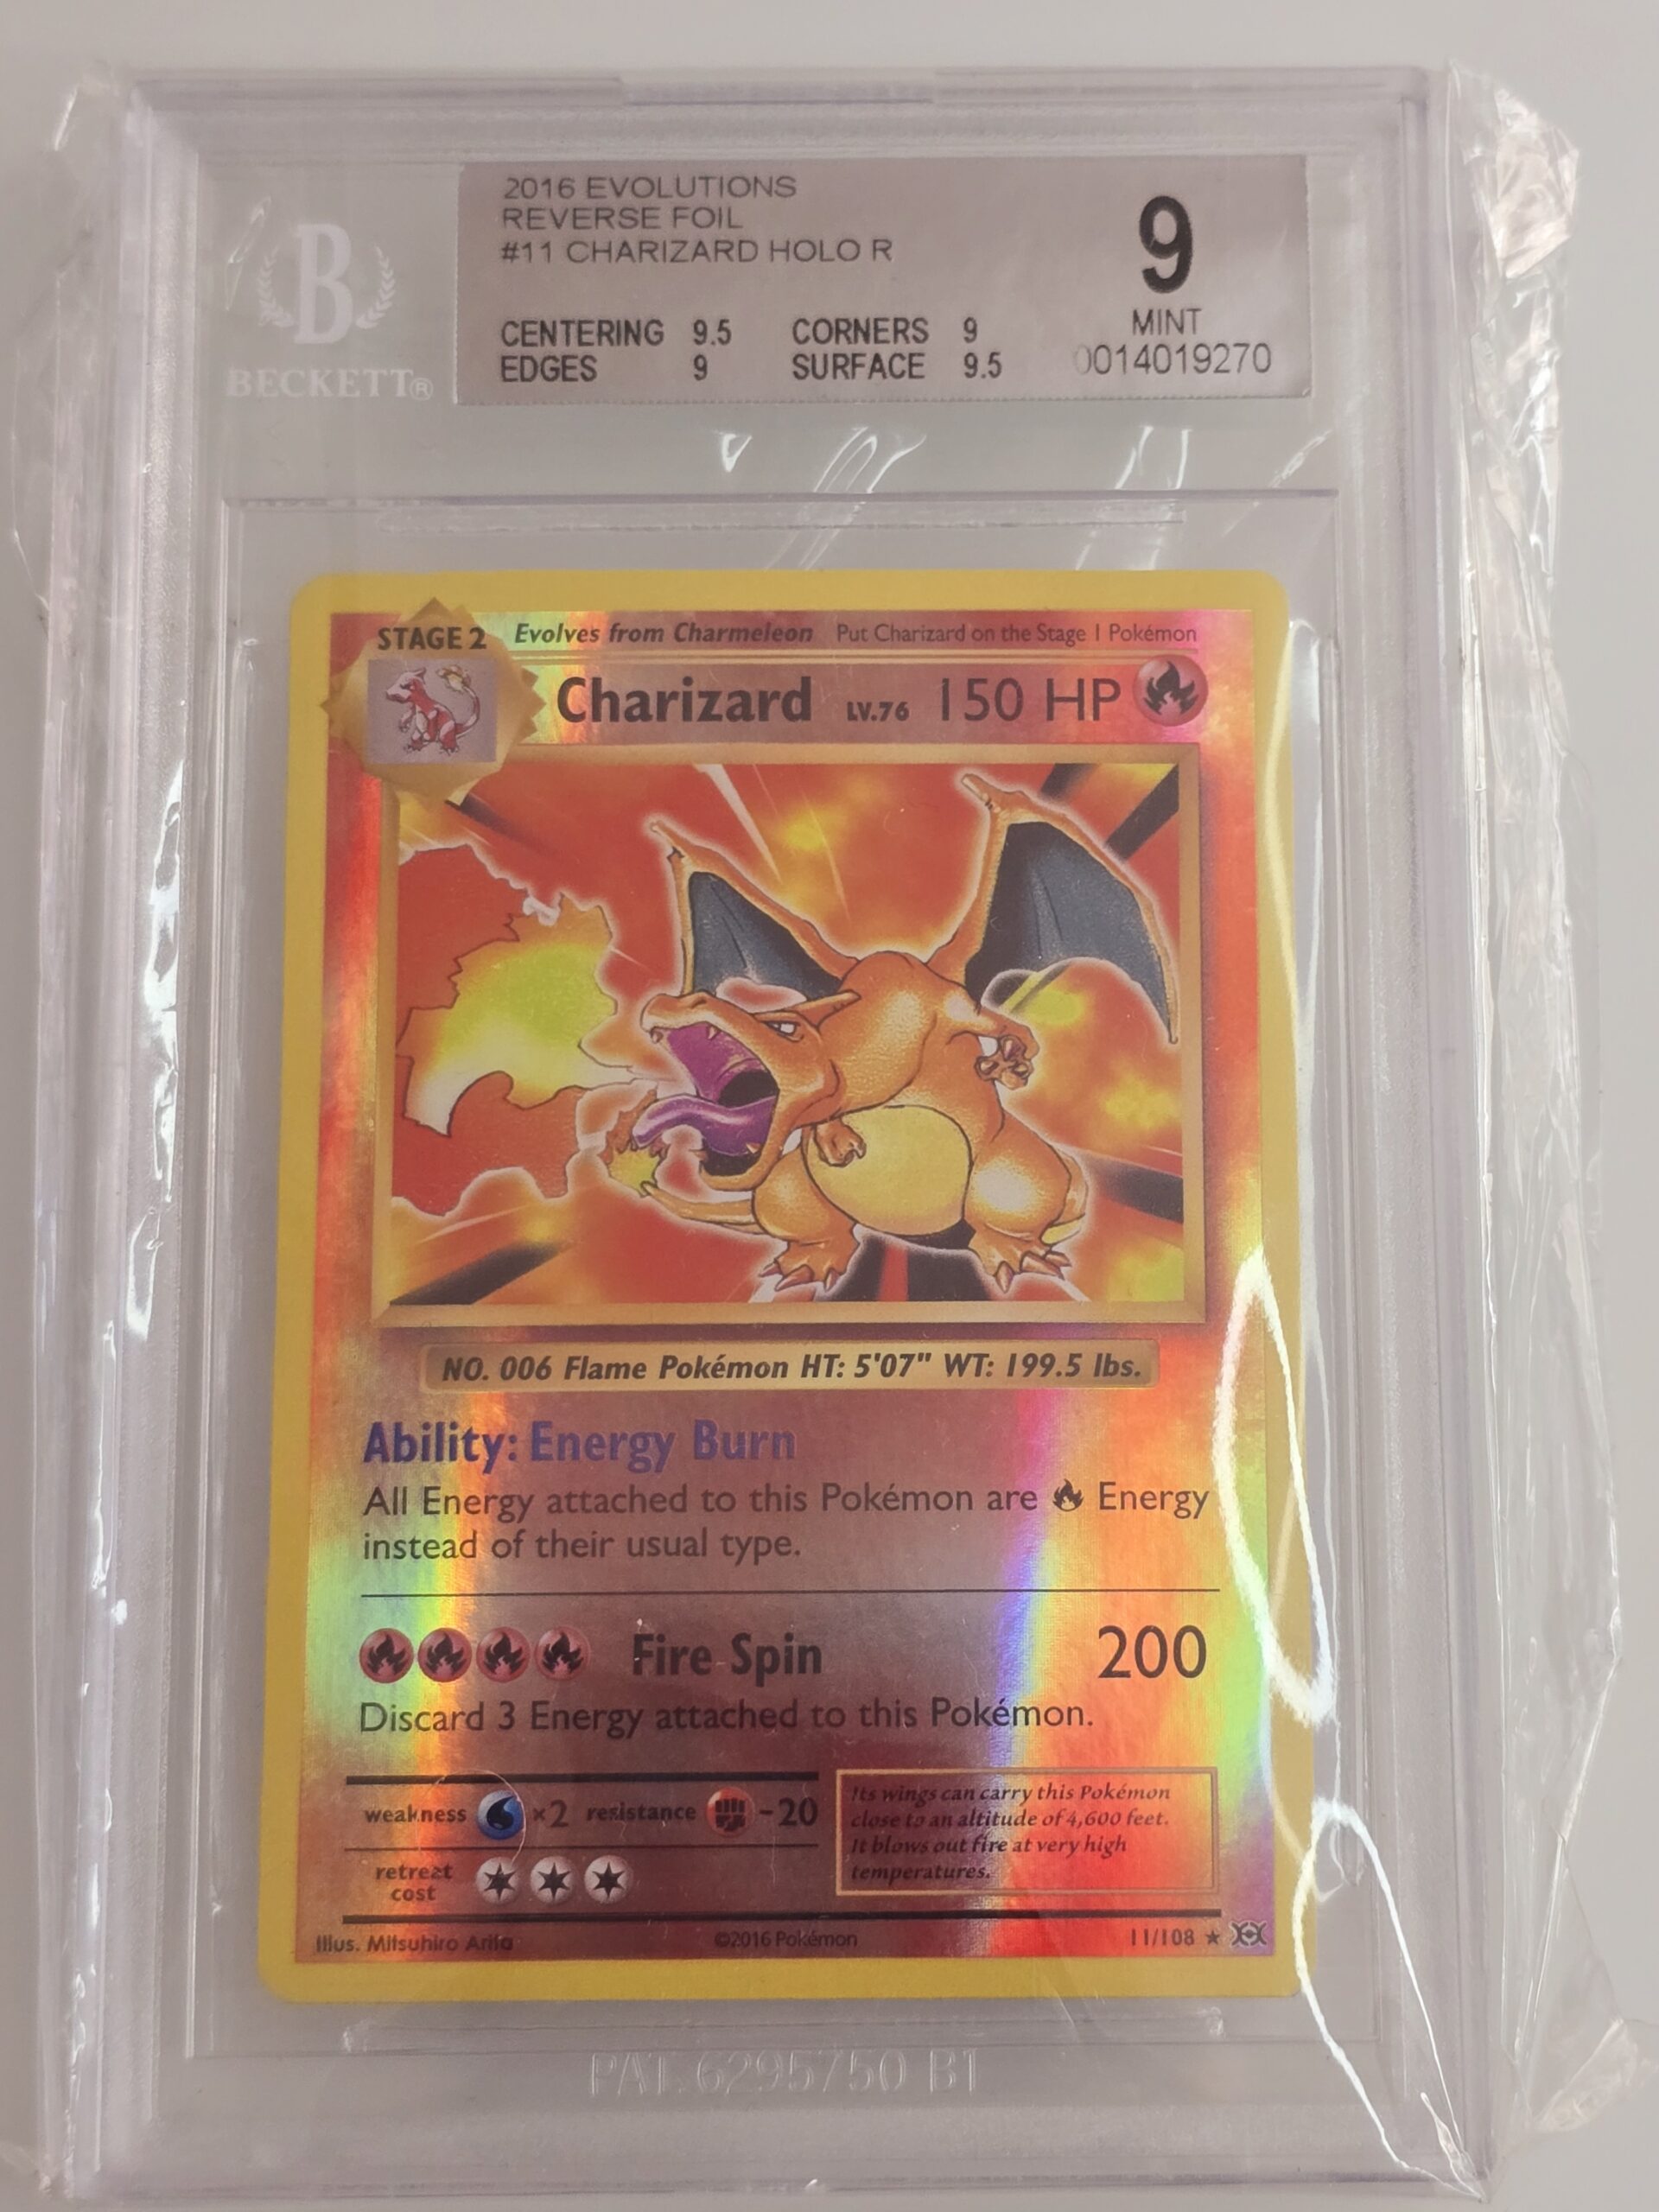 2016 EVOLUTIONS
REVERSE FOIL
#11 CHARIZARD HOLO R
9
MINT
0014019270
CENTERING 9.5 CORNERS 9
EDGES 9 SURFACE 9.5
B
BECKETT®
STAGE 2 Evolves from Charmeleon Put Charizard on the Stage 1 Pokémon
Charizard LV.76 150 HP
NO. 006 Flame Pokémon HT: 5'07" WT: 199.5 lbs.
Ability: Energy Burn
All Energy attached to this Pokémon are Energy
instead of their usual type.
Fire Spin 200
Discard 3 Energy attached to this Pokémon.
weakness ×2 resistance -20
retreat
cost
Its wings can carry this Pokémon
close to an altitude of 4,600 feet.
It blows out fire at very high
temperatures.
Illus. Mitsuhiro Arita ©2016 Pokémon 11/108 ★
PAT. 6295750 B1